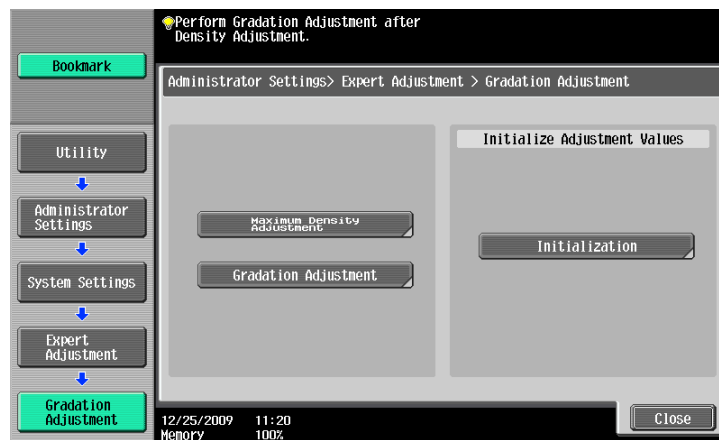 Perform Gradation Adjustment after
Density Adjustment.
Bookmark
Administrator Settings> Expert Adjustment > Gradation Adjustment
Utility
Administrator
Settings
System Settings
Expert
Adjustment
Gradation
Adjustment
Maximum Density
Adjustment
Gradation Adjustment
Initialize Adjustment Values
Initialization
12/25/2009 11:20
Memory 100%
Close